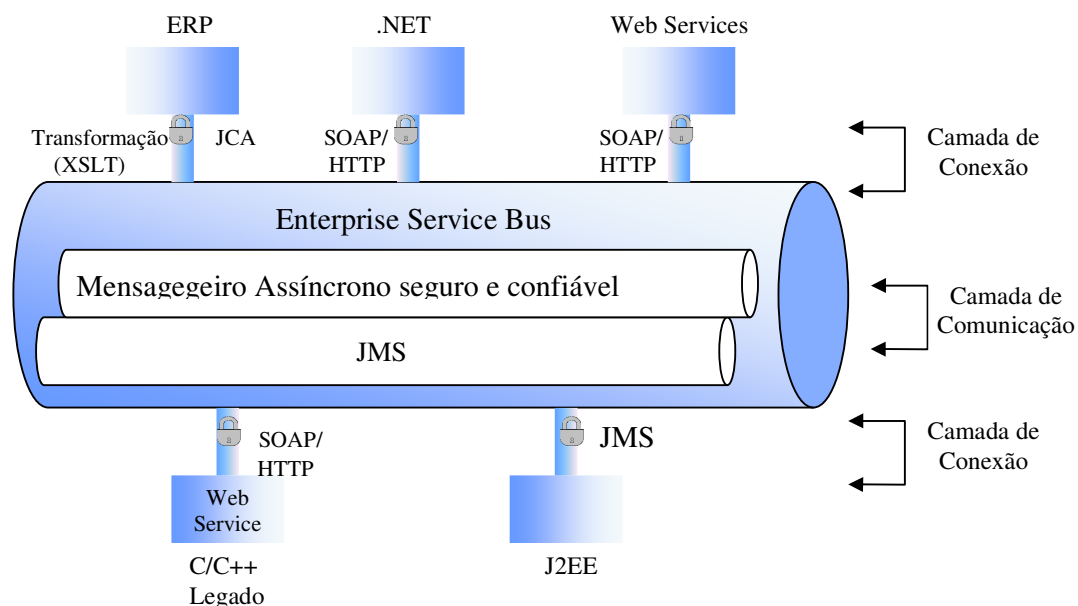 ERP
.NET
Web Services
Transformação
(XSLT)
JCA
SOAP/
HTTP
SOAP/
HTTP
Camada de
Conexão
Enterprise Service Bus
Mensagegeiro Assíncrono seguro e confiável
JMS
Camada de
Comunicação
SOAP/
HTTP
JMS
Camada de
Conexão
Web
Service
C/C++
Legado
J2EE